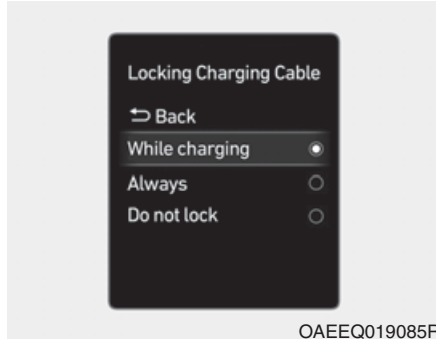 Locking Charging Cable
Back
While charging
Always
Do not lock
OAEEQ019085F